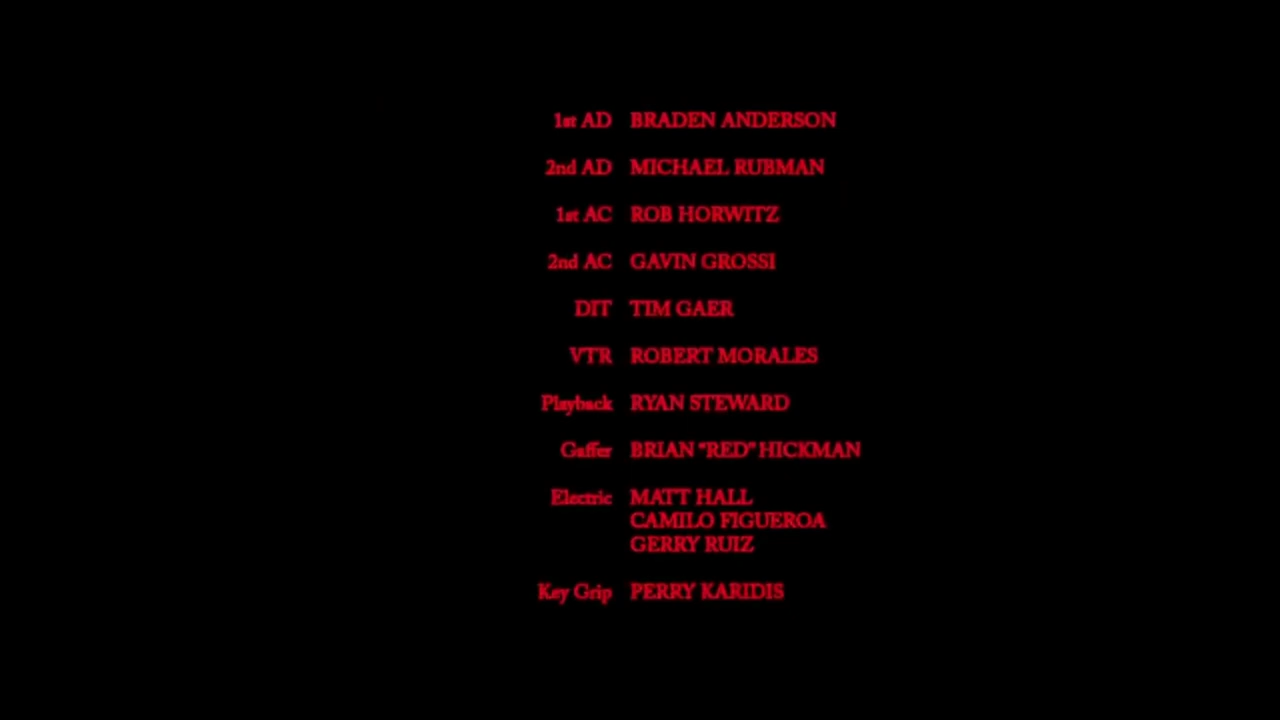 1st AD BRADEN ANDERSON
2nd AD MICHAEL RUBMAN
1st AC ROB HORWITZ
2nd AC GAVIN GROSSI
DIT TIM GAER
VTR ROBERT MORALES
Playback RYAN STEWARD
Gaffer BRIAN “RED” HICKMAN
Electric MATT HALL
CAMILO FIGUEROA
GERRY RUIZ
Key Grip PERRY KARIDIS